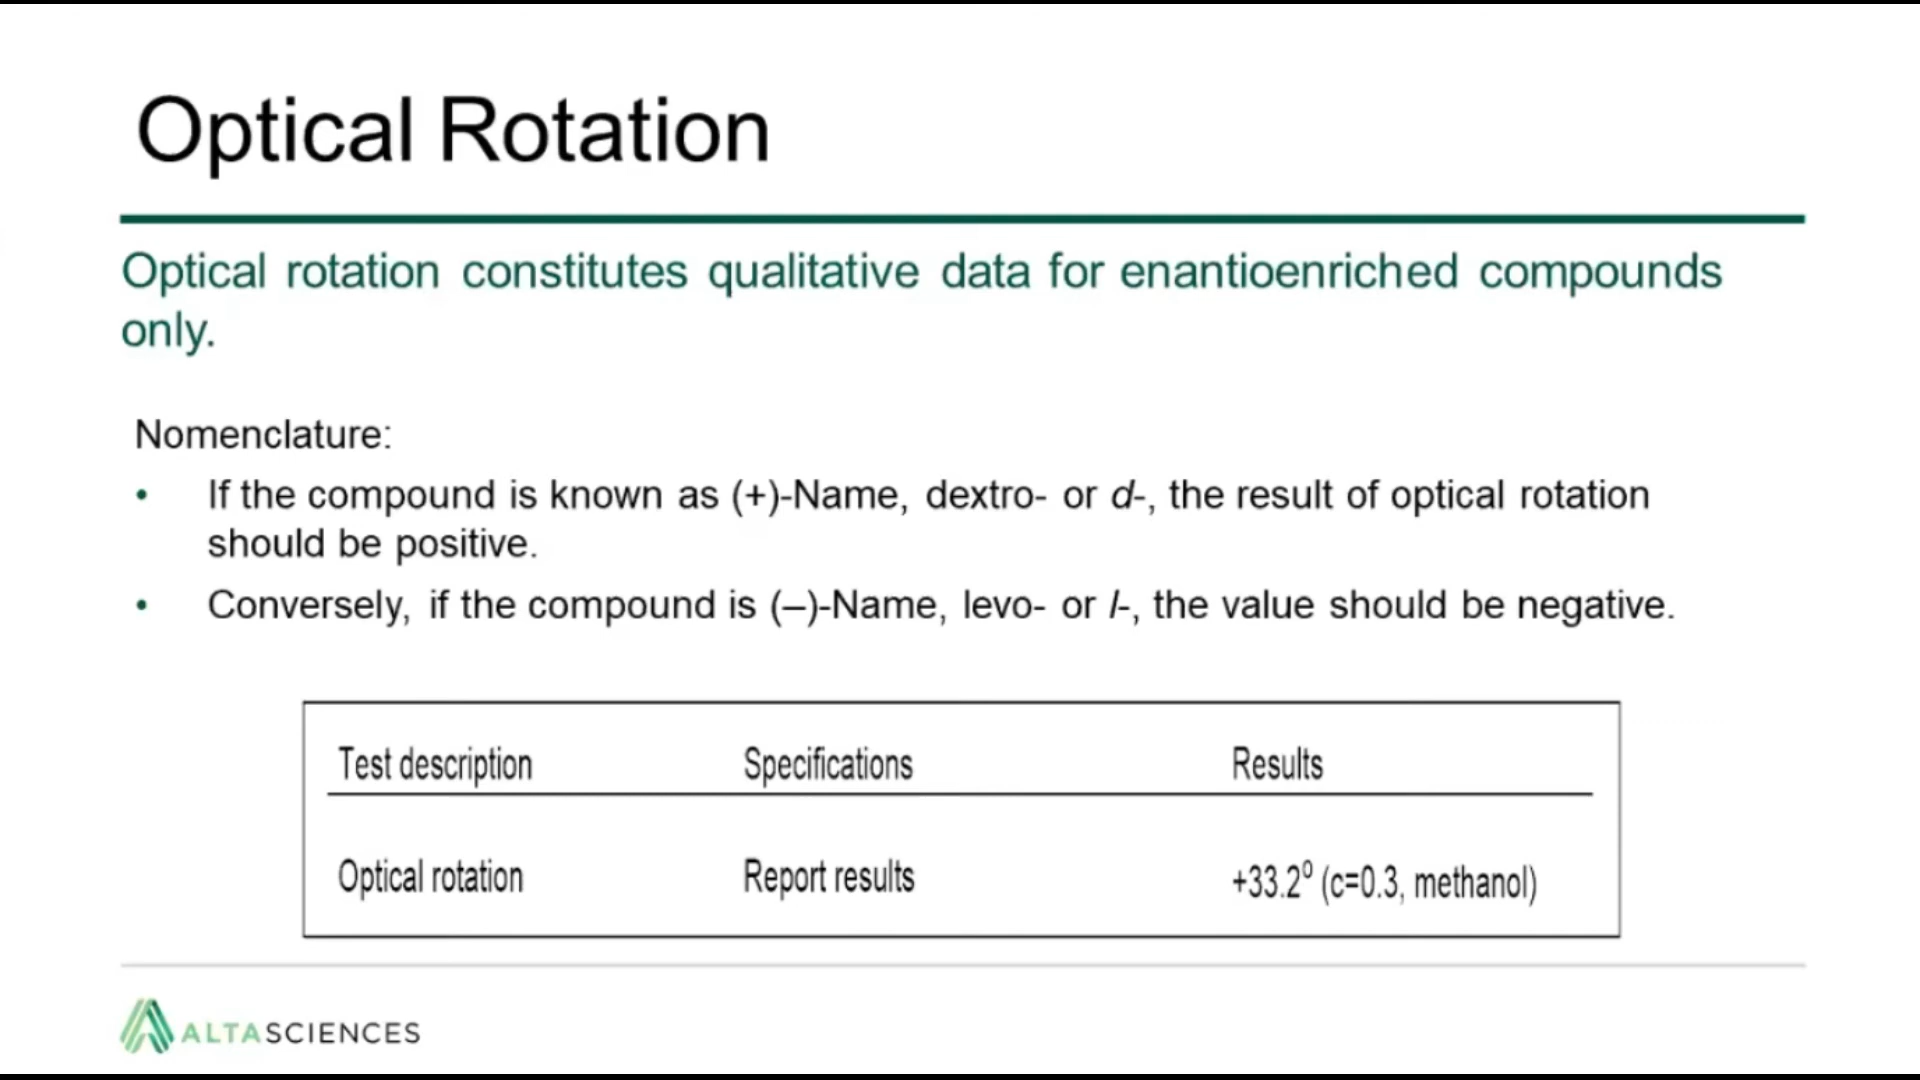 Optical Rotation
Optical rotation constitutes qualitative data for enantioenriched compounds
only.
Nomenclature:
• If the compound is known as (+)-Name, dextro- or d-, the result of optical rotation
should be positive.
• Conversely, if the compound is (–)-Name, levo- or l-, the value should be negative.
Test description Specifications Results
Optical rotation Report results +33.2⁰ (c=0.3, methanol)
ALTASCIENCES